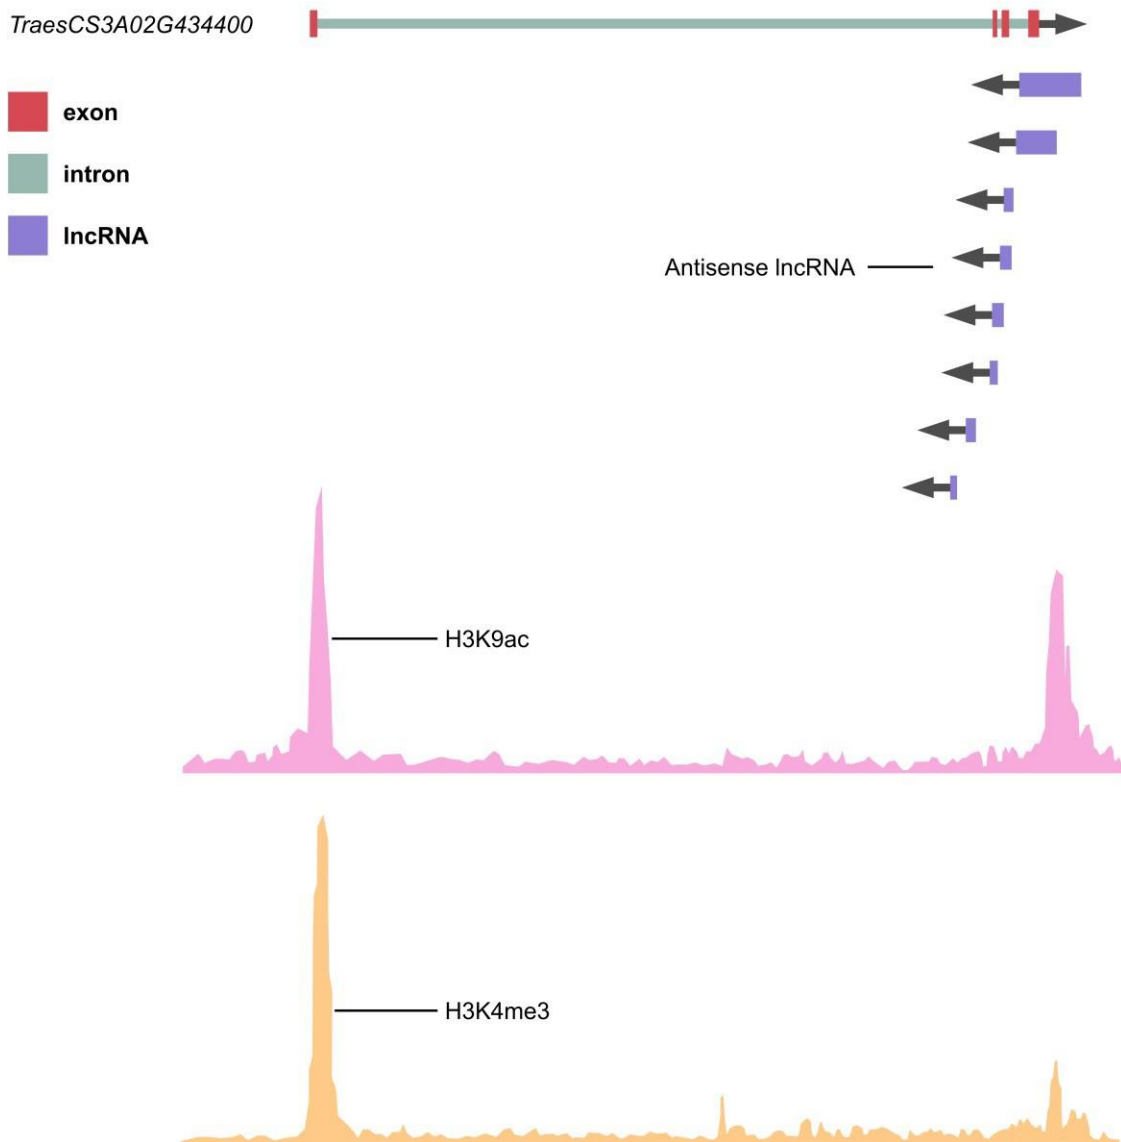 TraesCS3A02G434400
exon
intron
lncRNA
Antisense lncRNA
H3K9ac
H3K4me3